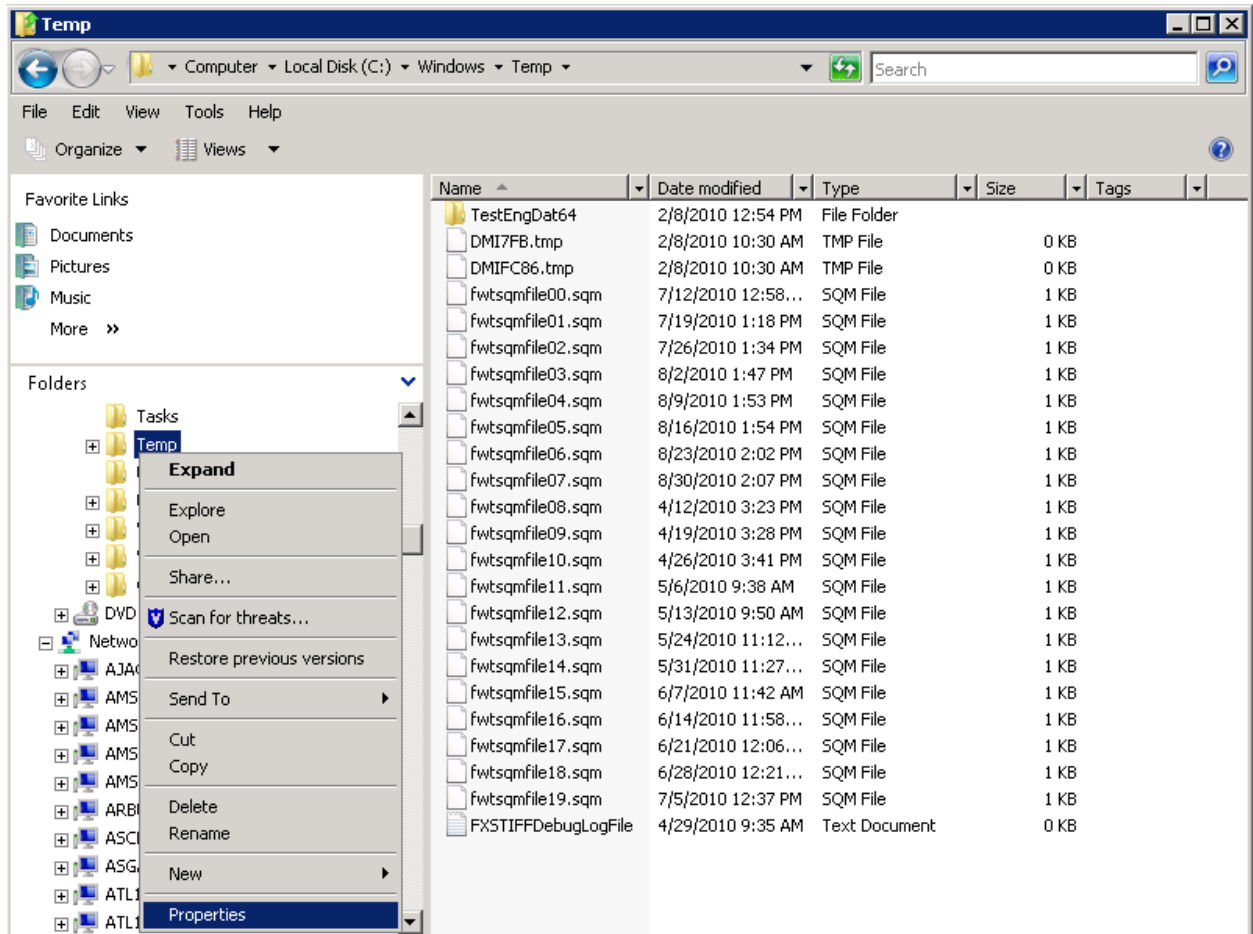 Temp
Computer Local Disk (C:) Windows Temp
Search
File Edit View Tools Help
Organize Views
Favorite Links
Documents
Pictures
Music
More »
Folders
Tasks
Temp
DVD
Netwo
AJA
AMS
AMS
AMS
AMS
ARB
ASC
ASG
ATL1
ATL1
Expand
Explore
Open
Share...
Scan for threats...
Restore previous versions
Send To
Cut
Copy
Delete
Rename
New
Properties
Name Date modified Type Size Tags
TestEngDat64 2/8/2010 12:54 PM File Folder
DMI7FB.tmp 2/8/2010 10:30 AM TMP File 0 KB
DMIFC86.tmp 2/8/2010 10:30 AM TMP File 0 KB
fwtsqmfile00.sqm 7/12/2010 12:58... SQM File 1 KB
fwtsqmfile01.sqm 7/19/2010 1:18 PM SQM File 1 KB
fwtsqmfile02.sqm 7/26/2010 1:34 PM SQM File 1 KB
fwtsqmfile03.sqm 8/2/2010 1:47 PM SQM File 1 KB
fwtsqmfile04.sqm 8/9/2010 1:53 PM SQM File 1 KB
fwtsqmfile05.sqm 8/16/2010 1:54 PM SQM File 1 KB
fwtsqmfile06.sqm 8/23/2010 2:02 PM SQM File 1 KB
fwtsqmfile07.sqm 8/30/2010 2:07 PM SQM File 1 KB
fwtsqmfile08.sqm 4/12/2010 3:23 PM SQM File 1 KB
fwtsqmfile09.sqm 4/19/2010 3:28 PM SQM File 1 KB
fwtsqmfile10.sqm 4/26/2010 3:41 PM SQM File 1 KB
fwtsqmfile11.sqm 5/6/2010 9:38 AM SQM File 1 KB
fwtsqmfile12.sqm 5/13/2010 9:50 AM SQM File 1 KB
fwtsqmfile13.sqm 5/24/2010 11:12... SQM File 1 KB
fwtsqmfile14.sqm 5/31/2010 11:27... SQM File 1 KB
fwtsqmfile15.sqm 6/7/2010 11:42 AM SQM File 1 KB
fwtsqmfile16.sqm 6/14/2010 11:58... SQM File 1 KB
fwtsqmfile17.sqm 6/21/2010 12:06... SQM File 1 KB
fwtsqmfile18.sqm 6/28/2010 12:21... SQM File 1 KB
fwtsqmfile19.sqm 7/5/2010 12:37 PM SQM File 1 KB
FXSTIFFDebugLogFile 4/29/2010 9:35 AM Text Document 0 KB